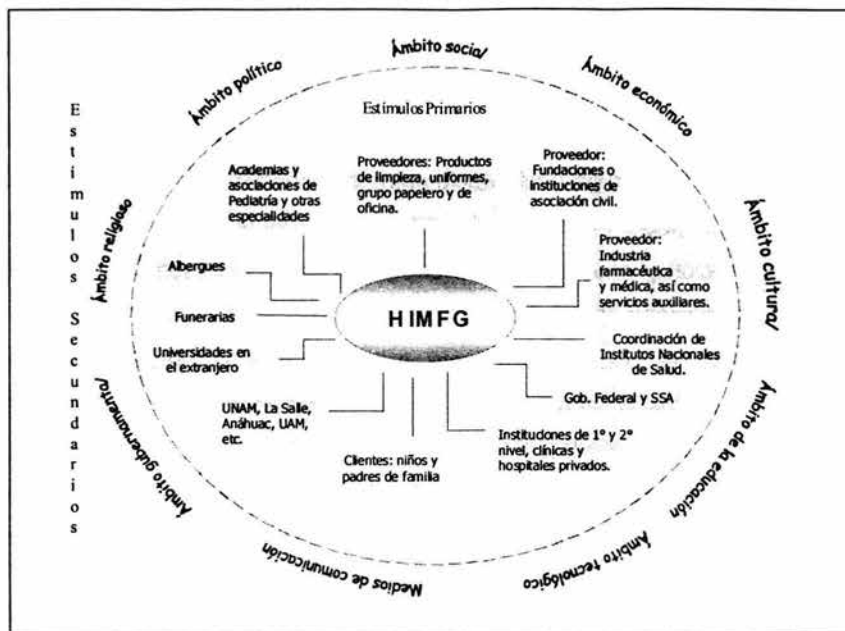 Ámbito social
Ámbito político
Ámbito económico
Estímulos Secundarios
Estímulos Primarios
Academias y
asociaciones de
Pediatría y otras
especialidades
Proveedores: Productos
de limpieza, uniformes,
grupo papelero y de
oficina.
Proveedor:
Fundaciones o
instituciones de
asociación civil.
Ámbito religioso
Ámbito cultural
Albergues
Proveedor:
Industria
farmacéutica
y médica, así como
servicios auxiliares.
HIMFG
Funerarias
Universidades en
el extranjero
Coordinación de
Institutos Nacionales
de Salud.
Gob. Federal y SSA
UNAM, La Salle,
Anáhuac, UAM,
etc.
Clientes: niños y
padres de familia
Instituciones de 1° y 2°
nivel, clínicas y
hospitales privados.
Ámbito gubernamental
Ámbito de la educación
Medios de comunicación
Ámbito tecnológico